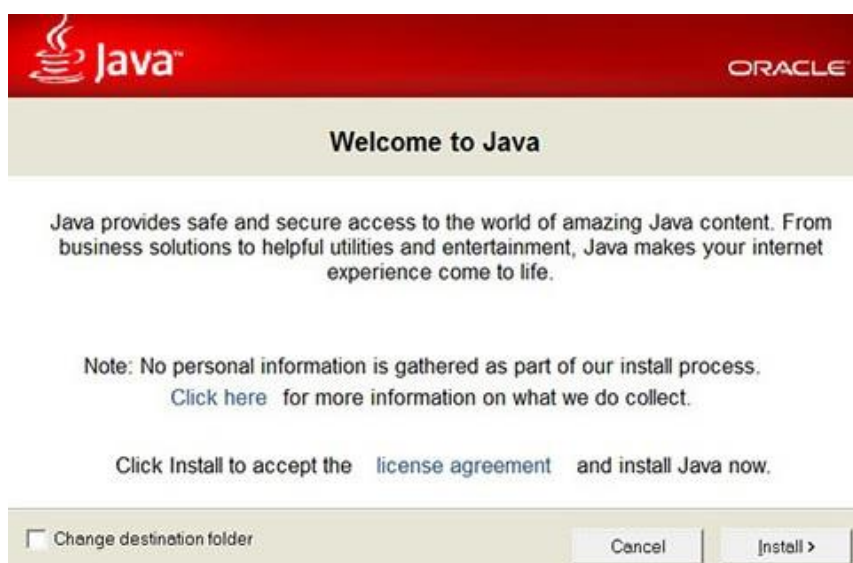 Java™
ORACLE
Welcome to Java
Java provides safe and secure access to the world of amazing Java content. From
business solutions to helpful utilities and entertainment, Java makes your internet
experience come to life.
Note: No personal information is gathered as part of our install process.
Click here for more information on what we do collect.
Click Install to accept the license agreement and install Java now.
Change destination folder
Cancel
Install >